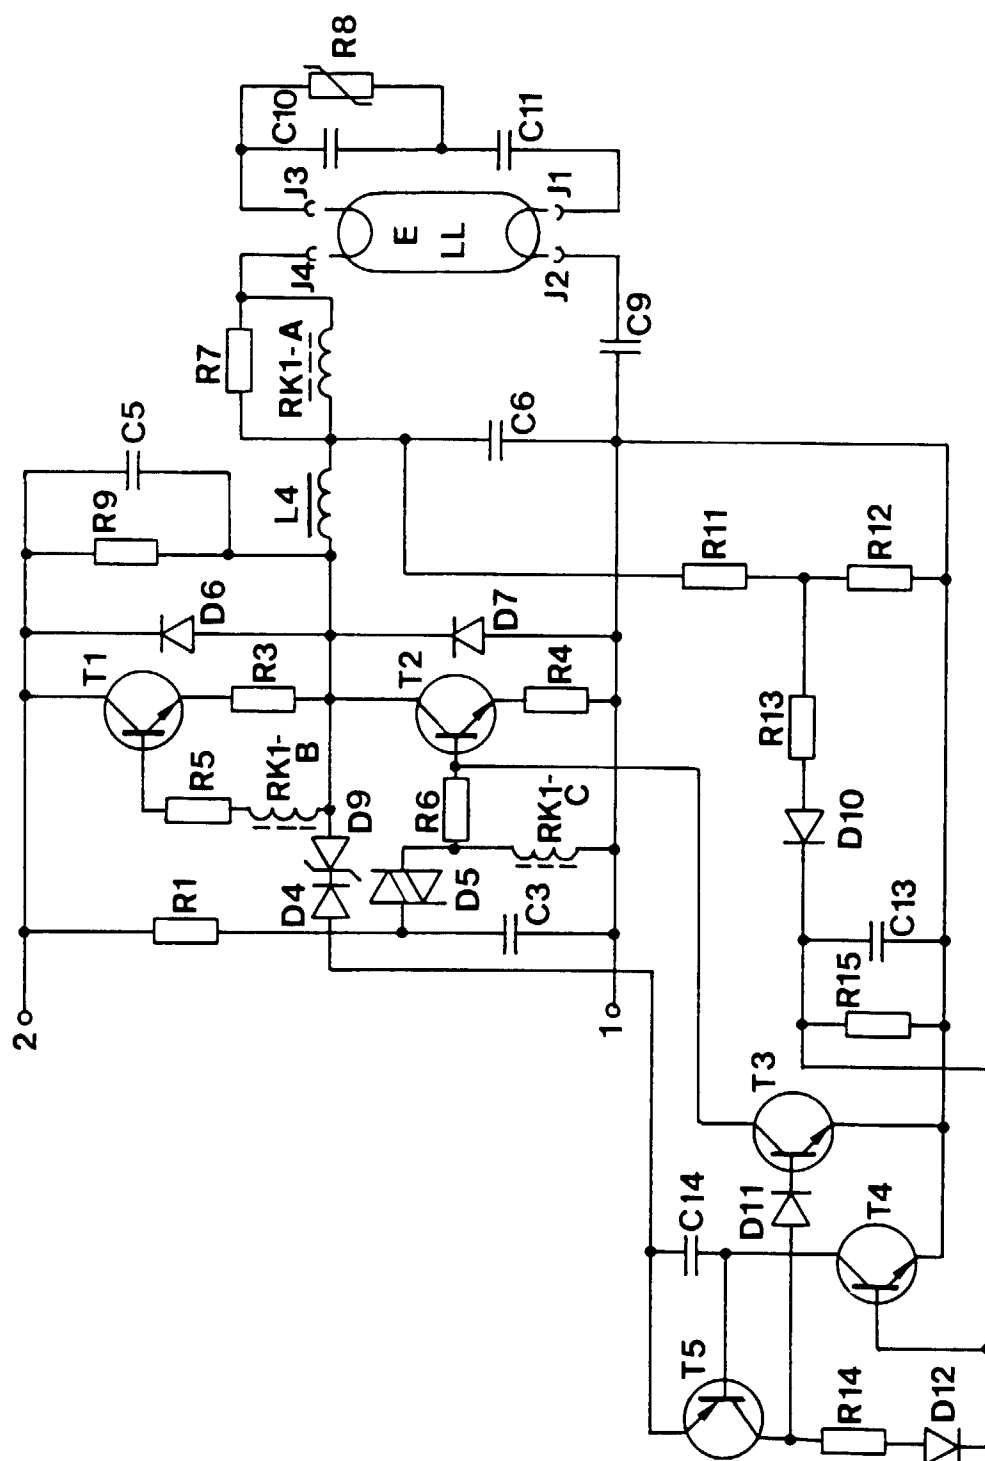 R8
C10
C11
J3
J1
E
LL
J4
J2
R7
RK1-A
C9
C5
C6
R9
L4
R11
R12
D6
D7
T1
R3
T2
R4
R13
R5
RK1-
B
R6
RK1-
C
D9
D10
R1
D4
D5
C3
C13
R15
2
1
T3
C14
D11
T4
T5
R14
D12